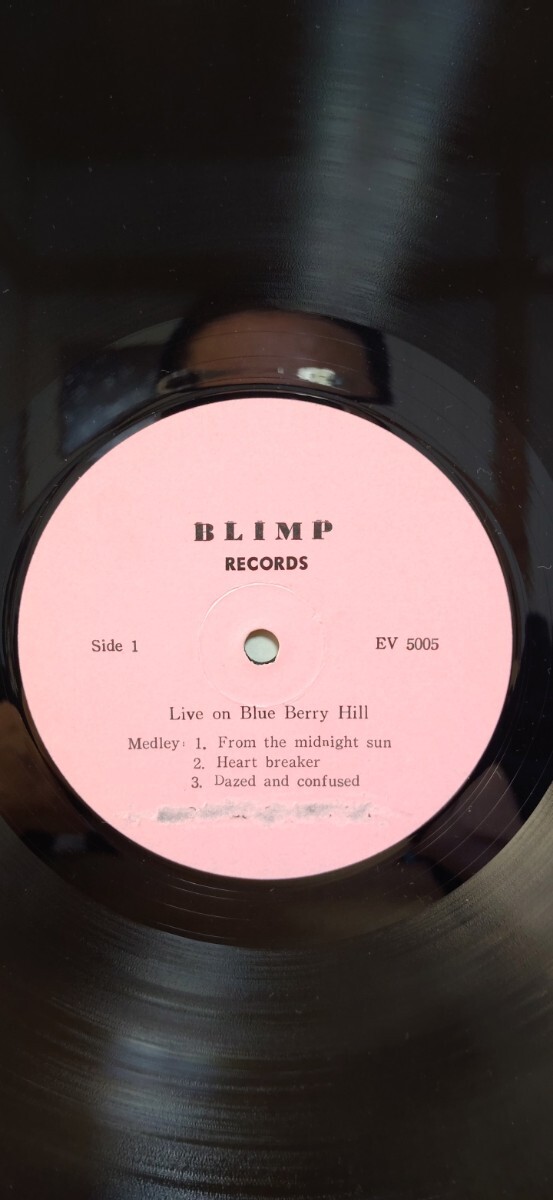 BLIMP
RECORDS
Side 1 EV 5005
Live on Blue Berry Hill
Medley: 1. From the midnight sun
2. Heart breaker
3. Dazed and confused